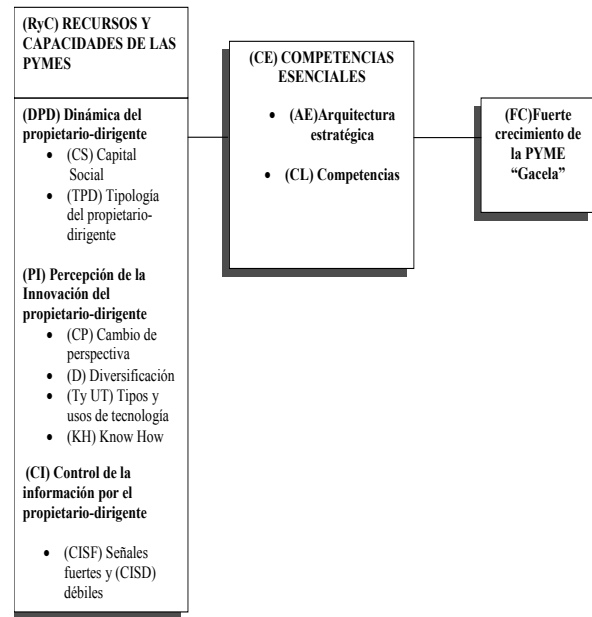 (RyC) RECURSOS Y
CAPACIDADES DE LAS
PYMES
(DPD) Dinámica del
propietario-dirigente
• (CS) Capital
Social
• (TPD) Tipología
del propietario-
dirigente
(PI) Percepción de la
Innovación del
propietario-dirigente
• (CP) Cambio de
perspectiva
• (D) Diversificación
• (Ty UT) Tipos y
usos de tecnología
• (KH) Know How
(CI) Control de la
información por el
propietario-dirigente
• (CISF) Señales
fuertes y (CISD)
débiles
(CE) COMPETENCIAS
ESENCIALES
• (AE)Arquitectura
estratégica
• (CL) Competencias
(FC)Fuerte
crecimiento de
la PYME
“Gacela”